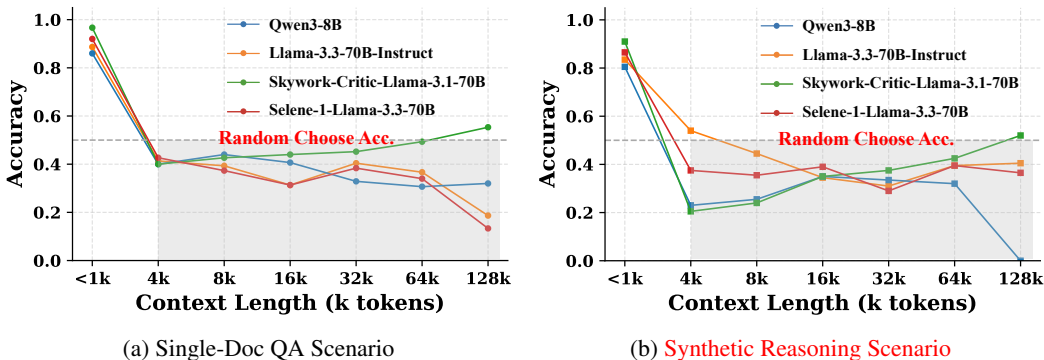 1.0
0.8
0.6
0.4
0.2
0.0
Accuracy
Qwen3-8B
Llama-3.3-70B-Instruct
Skywork-Critic-Llama-3.1-70B
Selene-1-Llama-3.3-70B
Random Choose Acc.
<1k 4k 8k 16k 32k 64k 128k
Context Length (k tokens)
(a) Single-Doc QA Scenario
1.0
0.8
0.6
0.4
0.2
0.0
Accuracy
Qwen3-8B
Llama-3.3-70B-Instruct
Skywork-Critic-Llama-3.1-70B
Selene-1-Llama-3.3-70B
Random Choose Acc.
<1k 4k 8k 16k 32k 64k 128k
Context Length (k tokens)
(b) Synthetic Reasoning Scenario